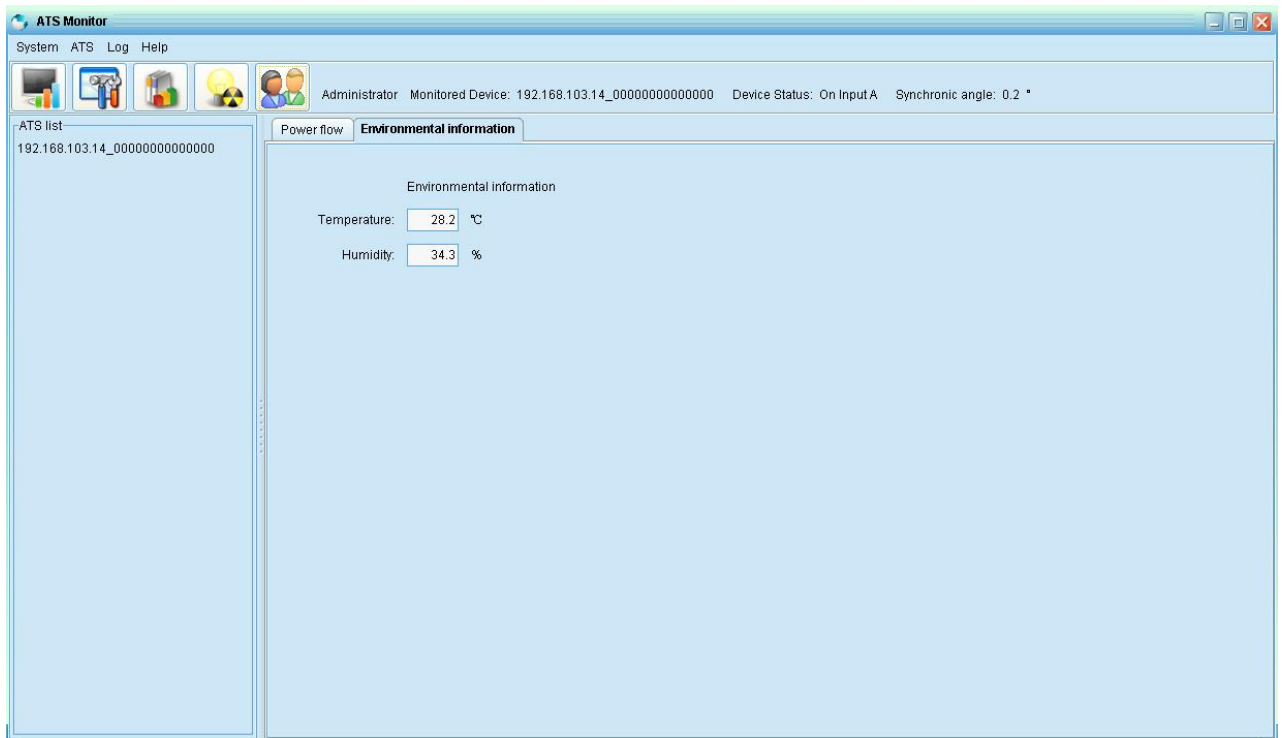 ATS Monitor
System ATS Log Help
Administrator Monitored Device: 192.168.103.14_00000000000000 Device Status: On Input A Synchronic angle: 0.2 °
ATS list
192.168.103.14_00000000000000
Power flow Environmental information
Environmental information
Temperature: 28.2 ℃
Humidity: 34.3 %